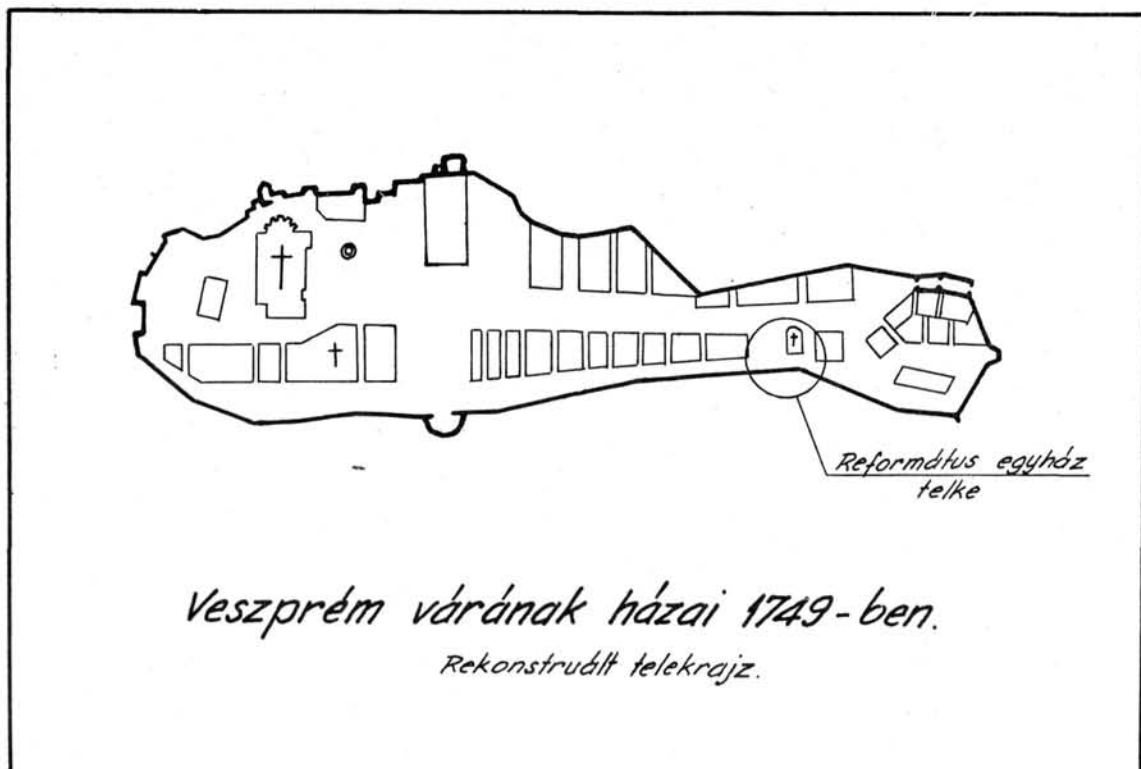 Református egyház
telke
Veszprém várának házai 1749-ben.
Rekonstruált telekrajz.